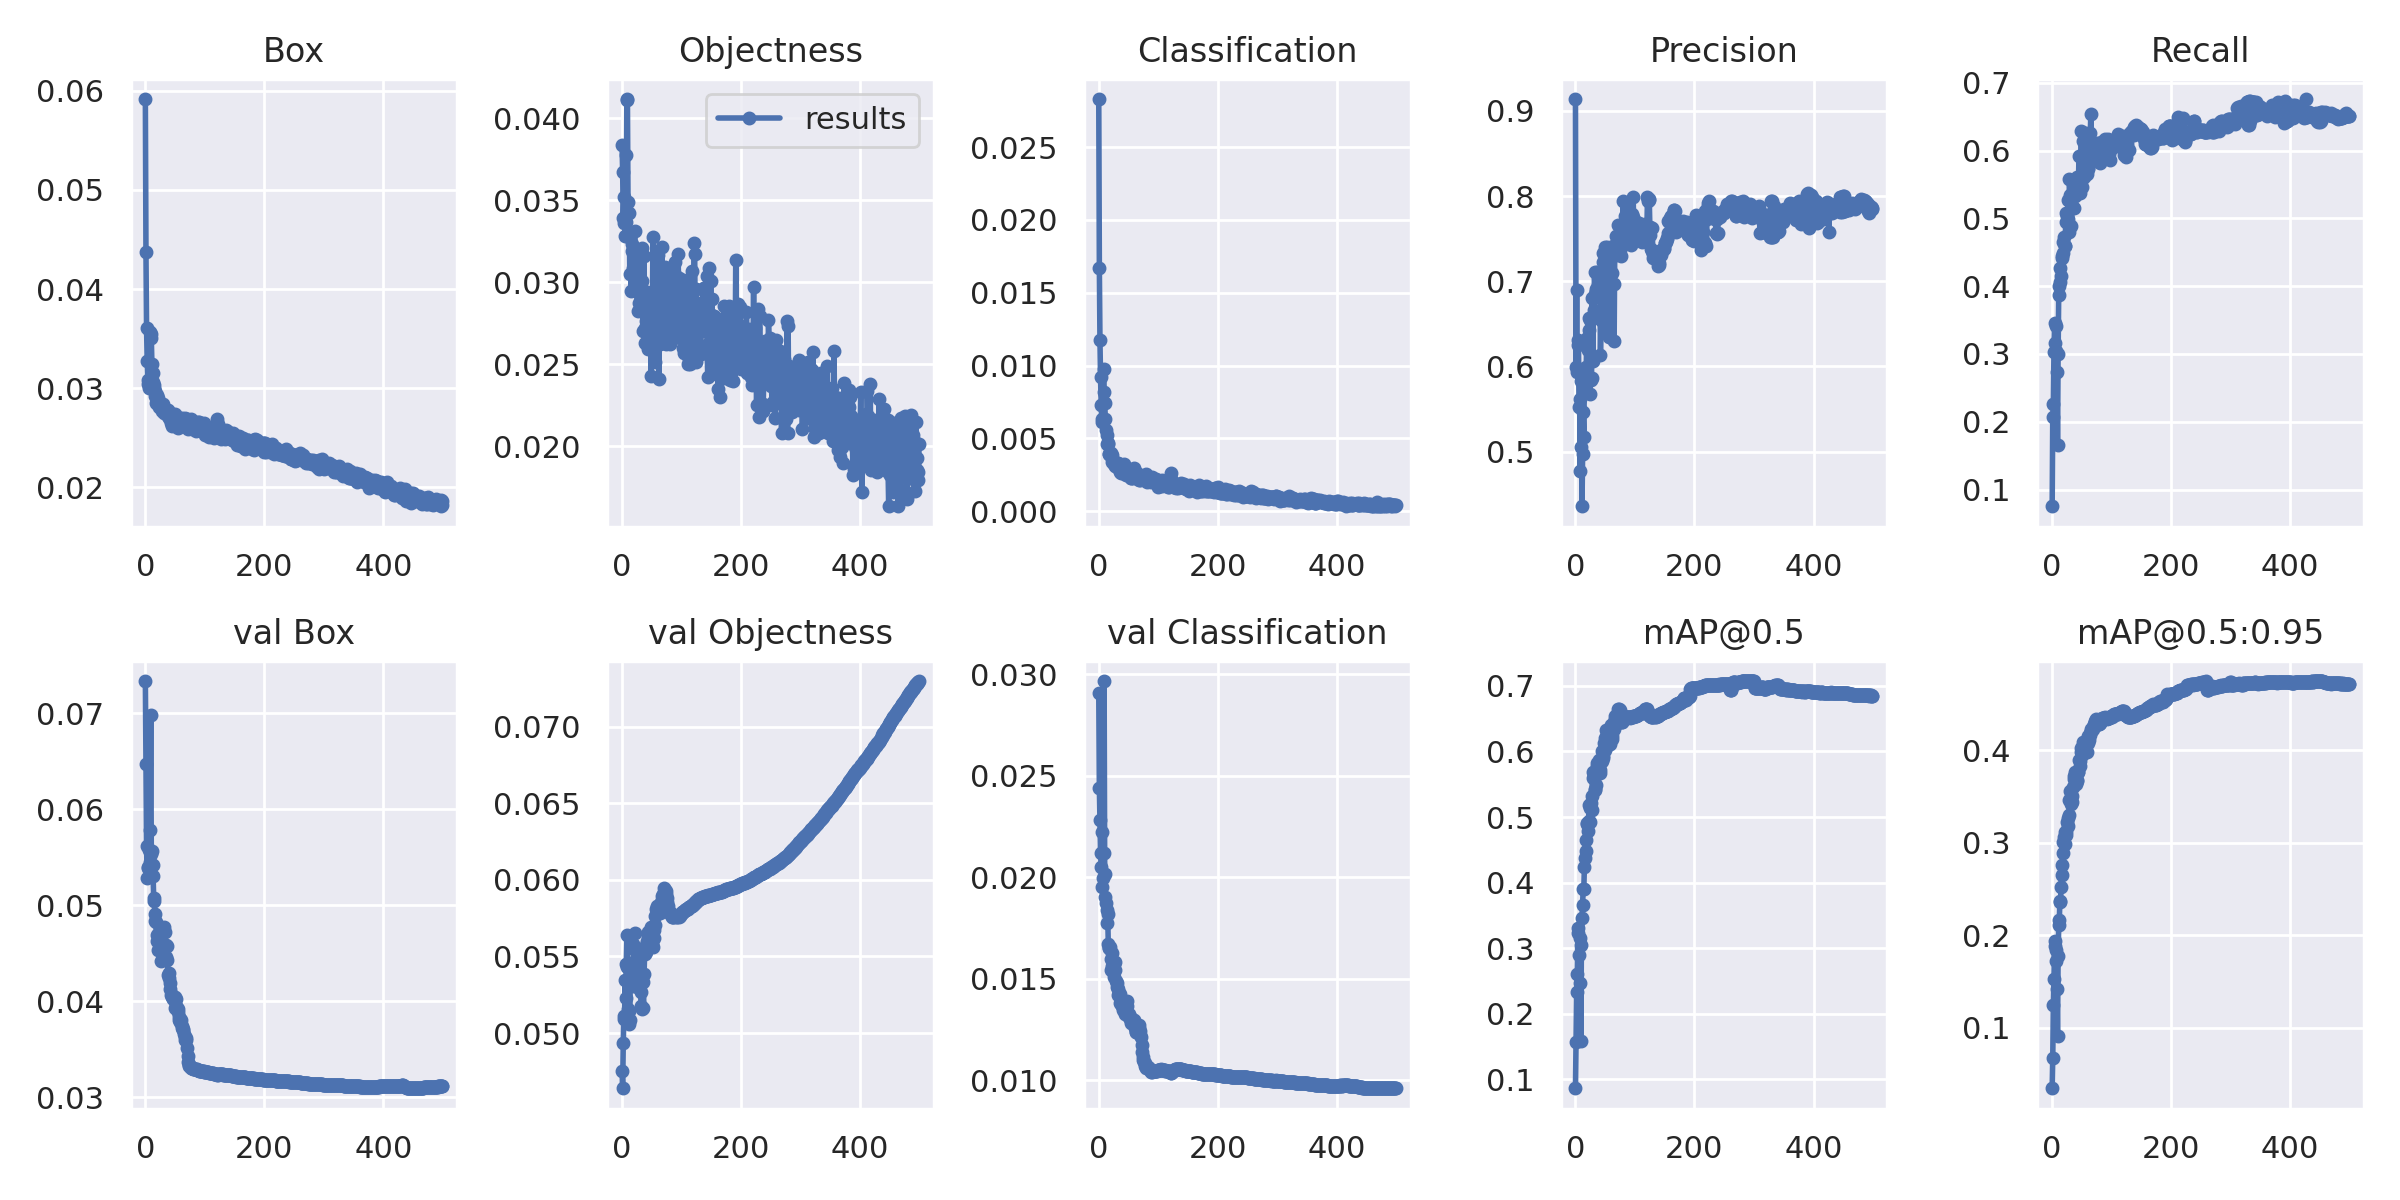 Box
Objectness
Classification
Precision
Recall
0.06
0.05
0.04
0.03
0.02
0 200 400
results
0.040
0.035
0.030
0.025
0.020
0 200 400
0.025
0.020
0.015
0.010
0.005
0.000
0 200 400
0.9
0.8
0.7
0.6
0.5
0 200 400
0.7
0.6
0.5
0.4
0.3
0.2
0.1
0 200 400
val Box
val Objectness
val Classification
mAP@0.5
mAP@0.5:0.95
0.07
0.06
0.05
0.04
0.03
0 200 400
0.070
0.065
0.060
0.055
0.050
0 200 400
0.030
0.025
0.020
0.015
0.010
0 200 400
0.7
0.6
0.5
0.4
0.3
0.2
0.1
0 200 400
0.4
0.3
0.2
0.1
0 200 400